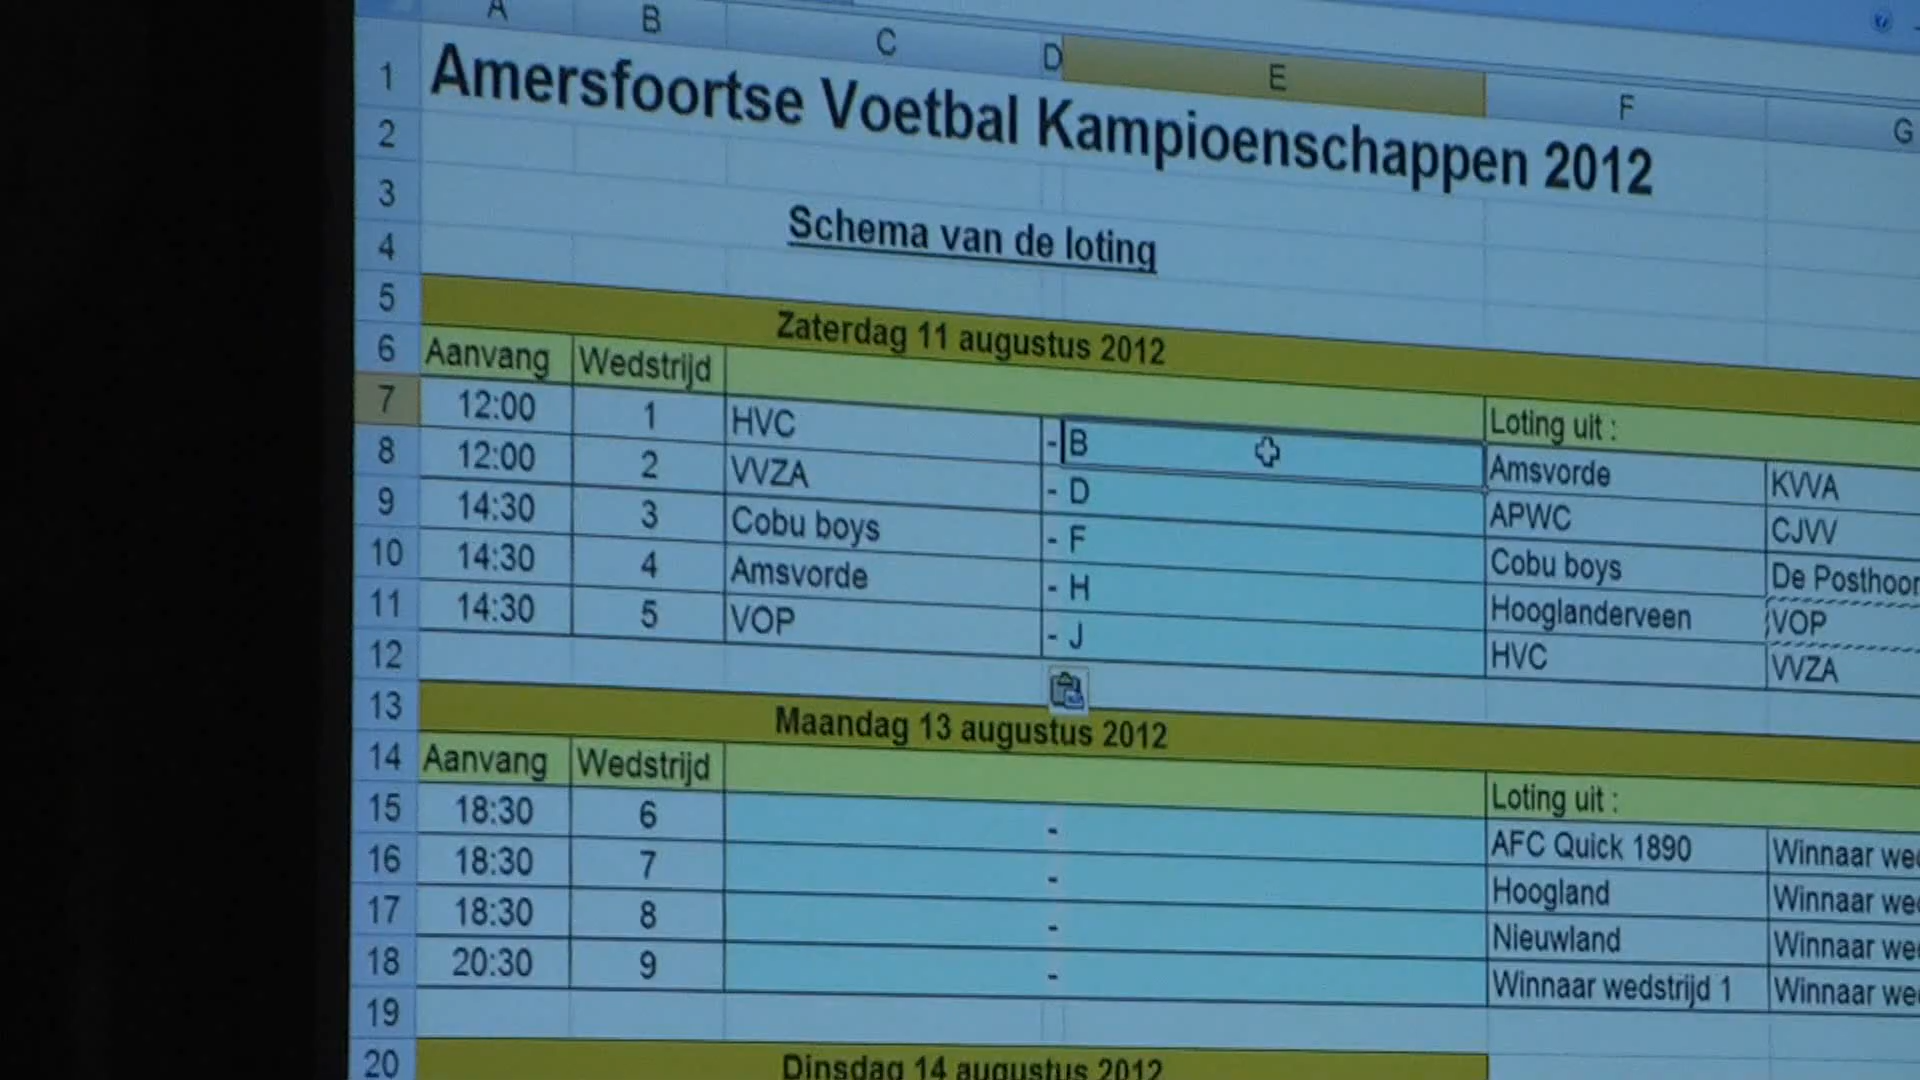 A B C D E F G
1 Amersfoortse Voetbal Kampioenschappen 2012
2
3
4 Schema van de loting
5 Zaterdag 11 augustus 2012
6 Aanvang Wedstrijd Loting uit :
7 12:00 1 HVC - B Amsvorde KVVA
8 12:00 2 VVZA - D APWC CJVV
9 14:30 3 Cobu boys - F Cobu boys De Posthoor
10 14:30 4 Amsvorde - H Hooglanderveen VOP
11 14:30 5 VOP - J HVC VVZA
12
13 Maandag 13 augustus 2012
14 Aanvang Wedstrijd Loting uit :
15 18:30 6 - AFC Quick 1890 Winnaar we
16 18:30 7 - Hoogland Winnaar we
17 18:30 8 - Nieuwland Winnaar we
18 20:30 9 - Winnaar wedstrijd 1 Winnaar we
19
20 Dinsdag 14 augustus 2012